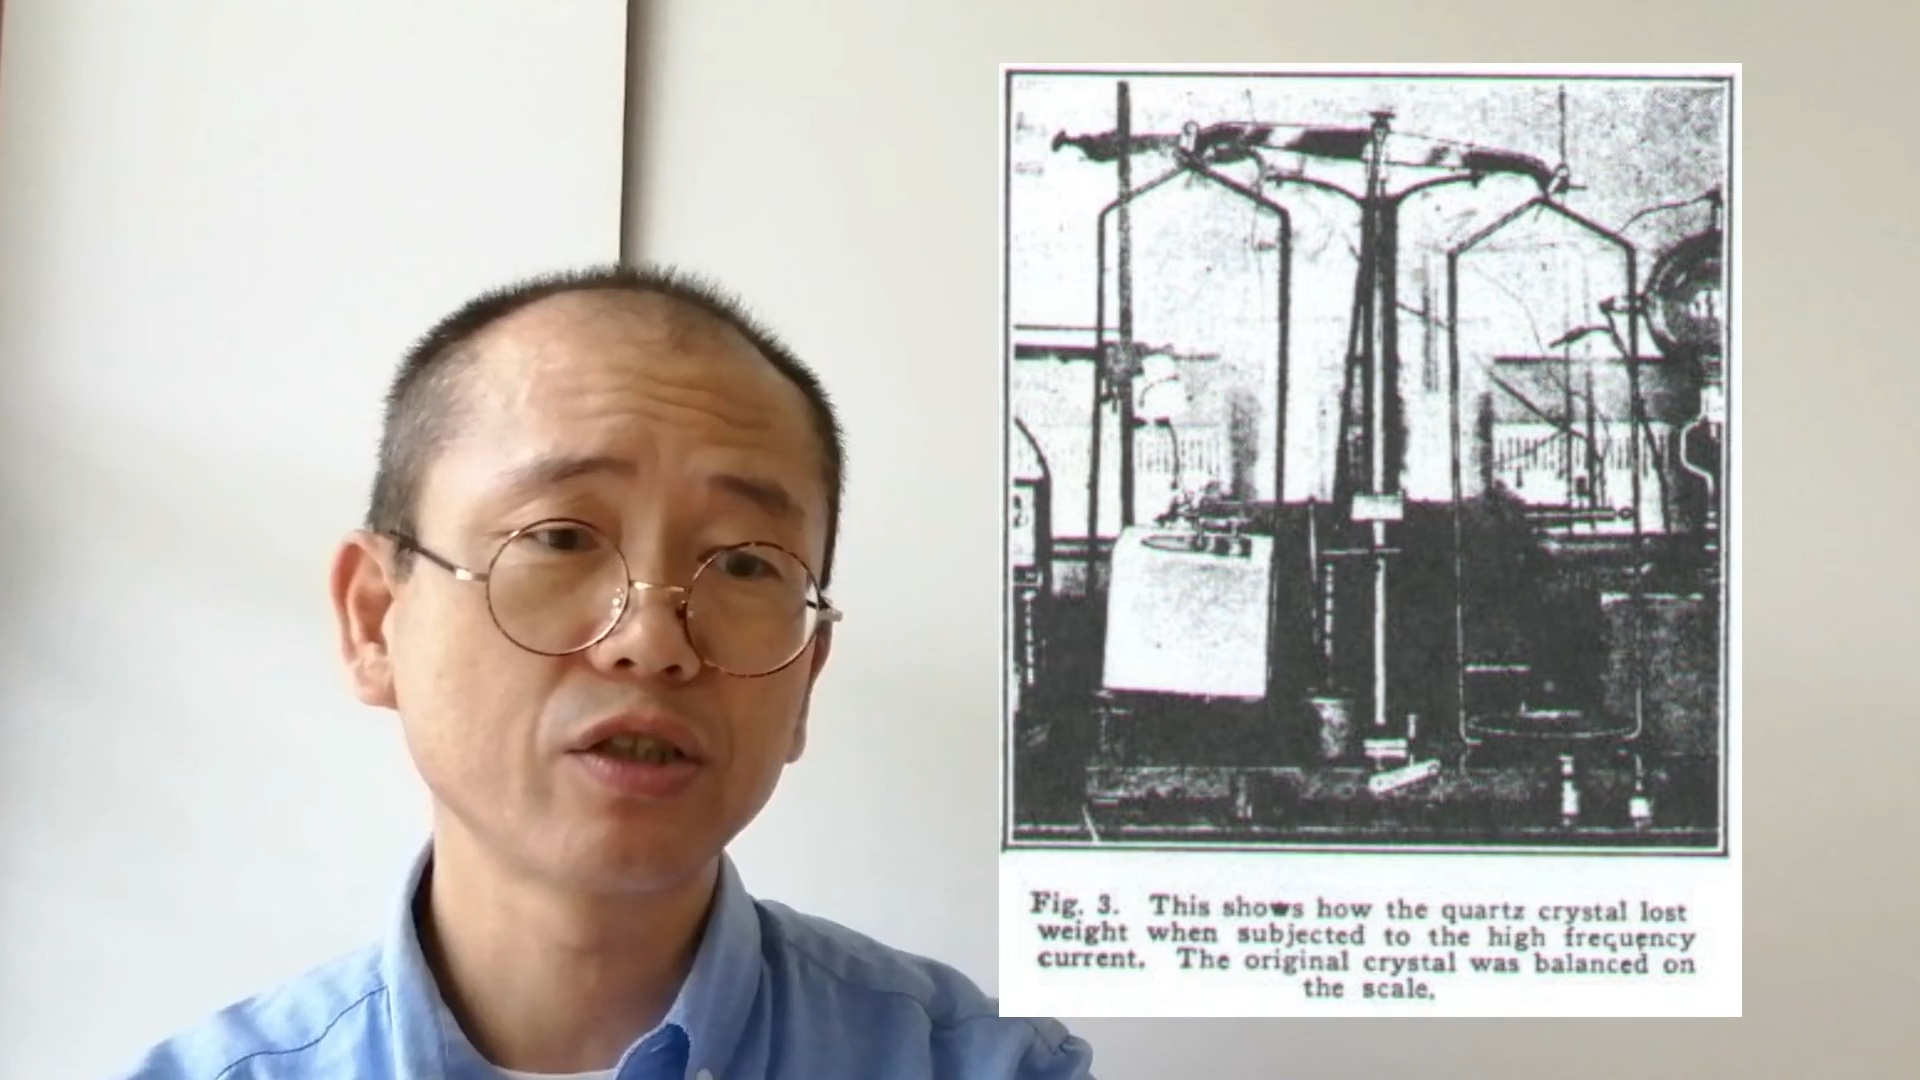 Fig. 3. This shows how the quartz crystal lost
weight when subjected to the high frequency
current. The original crystal was balanced on
the scale.